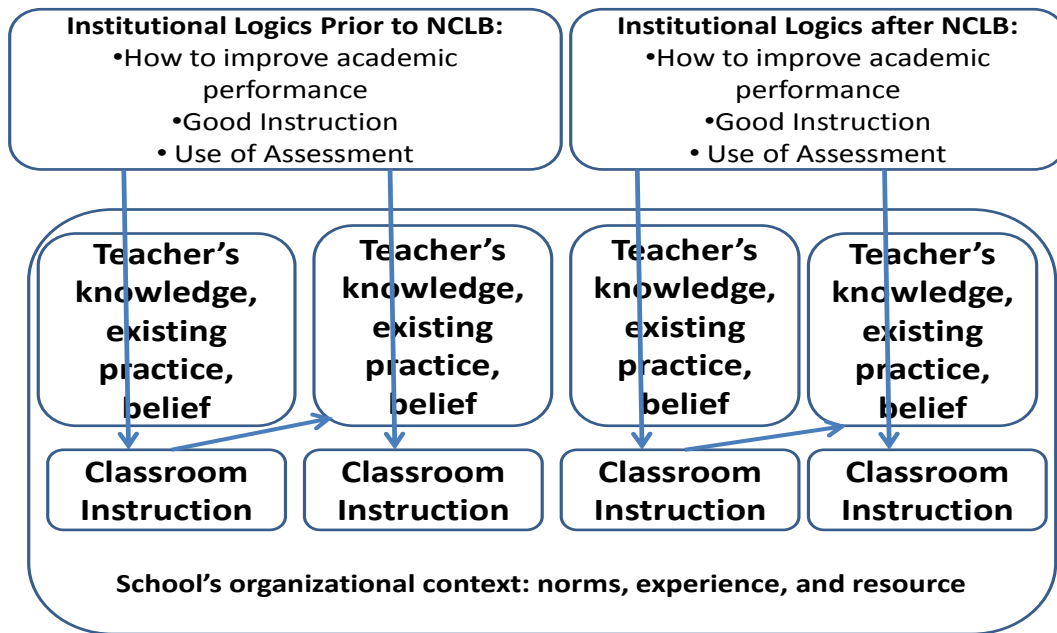 Institutional Logics Prior to NCLB:
•How to improve academic
performance
•Good Instruction
• Use of Assessment
Institutional Logics after NCLB:
•How to improve academic
performance
•Good Instruction
• Use of Assessment
Teacher’s
knowledge,
existing
practice,
belief
Teacher’s
knowledge,
existing
practice,
belief
Teacher’s
knowledge,
existing
practice,
belief
Teacher’s
knowledge,
existing
practice,
belief
Classroom
Instruction
Classroom
Instruction
Classroom
Instruction
Classroom
Instruction
School’s organizational context: norms, experience, and resource